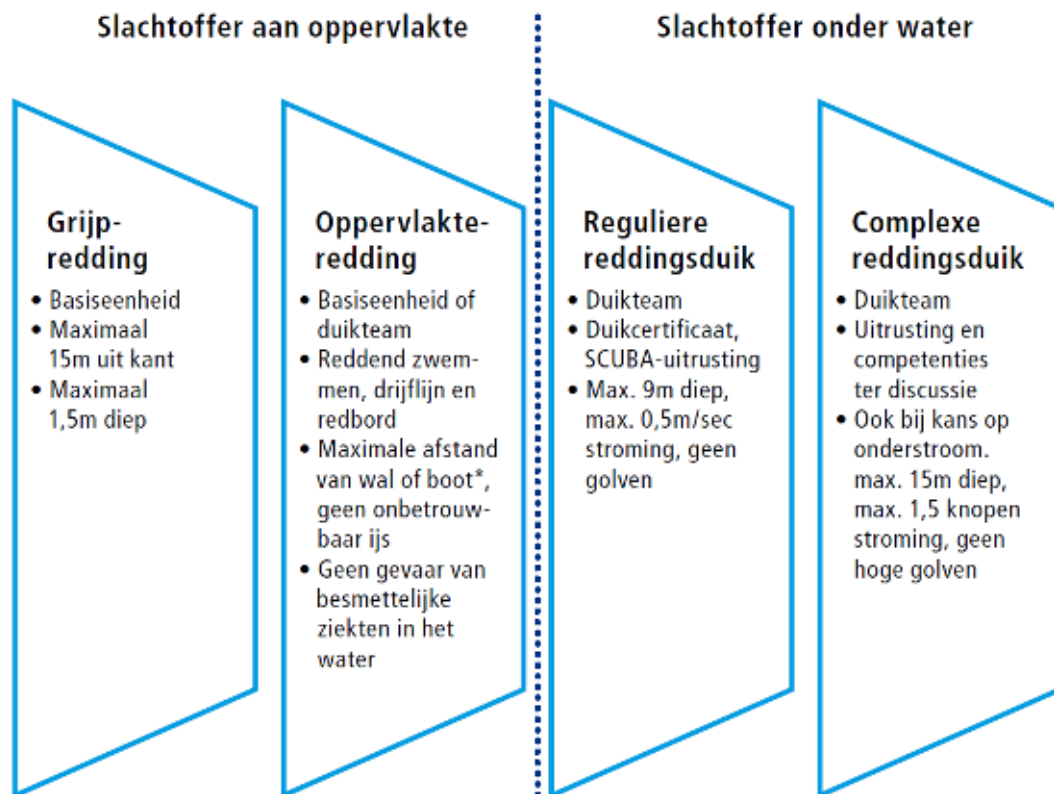 Slachtoffer aan oppervlakte
Slachtoffer onder water
Grijp-
redding
• Basiseenheid
• Maximaal
15m uit kant
• Maximaal
1,5m diep
Oppervlakte-
redding
• Basiseenheid of
duikteam
• Reddend zwem-
men, drijflijn en
redbord
• Maximale afstand
van wal of boot*,
geen onbetrouw-
baar ijs
• Geen gevaar van
besmettelijke
ziekten in het
water
Reguliere
reddingsduik
• Duikteam
• Duikcertificaat,
SCUBA-uitrusting
• Max. 9m diep,
max. 0,5m/sec
stroming, geen
golven
Complexe
reddingsduik
• Duikteam
• Uitrusting en
competenties
ter discussie
• Ook bij kans op
onderstroom.
max. 15m diep,
max. 1,5 knopen
stroming, geen
hoge golven